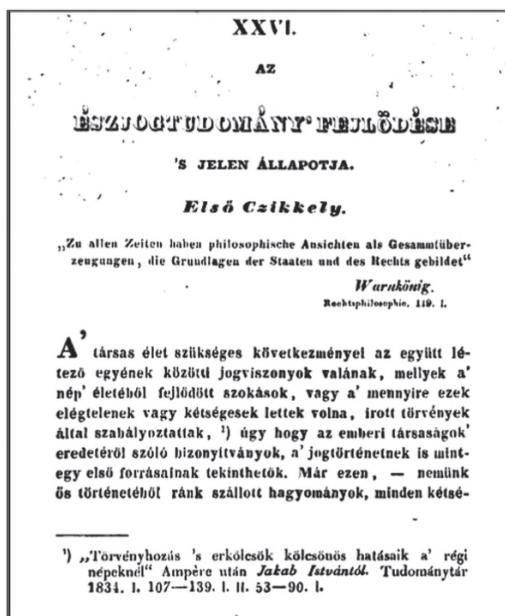 XXVI.
AZ
ÉSZJOGTUDOMÁNY' FEJLŐDÉSE
'S JELEN ÁLLAPOTJA.
Első Czikkely.
„Zu allen Zeiten haben philosophische Ansichten als Gesammtüber-
zeugungen, die Grundlagen der Staaten und des Rechts gebildet“
Warnkönig.
Rechtsphilosophie, 119. l.
A' társas élet szükséges következményei az együtt lé-
tező egyének közötti jogviszonyok valának, mellyek a'
nép' életéből fejlődött szokások, vagy a' mennyire ezek
elégtelenek vagy kétségesek lettek volna, írott törvények
által szabályoztattak, ¹) úgy hogy az emberi társaságok'
eredetéről szóló bizonyítványok, a' jogtörténetnek is mint-
egy első forrásainak tekinthetők. Már ezen, — nemünk
ős történetéből ránk szállott hagyományok, minden kétsé-
¹) „Törvényhozás 's erkölcsök kölcsönös hatásaik a' régi
népeknél“ Ampère után Jakab Istvántól. Tudománytár
1834. I. 107—139. l. II. 53—90. l.